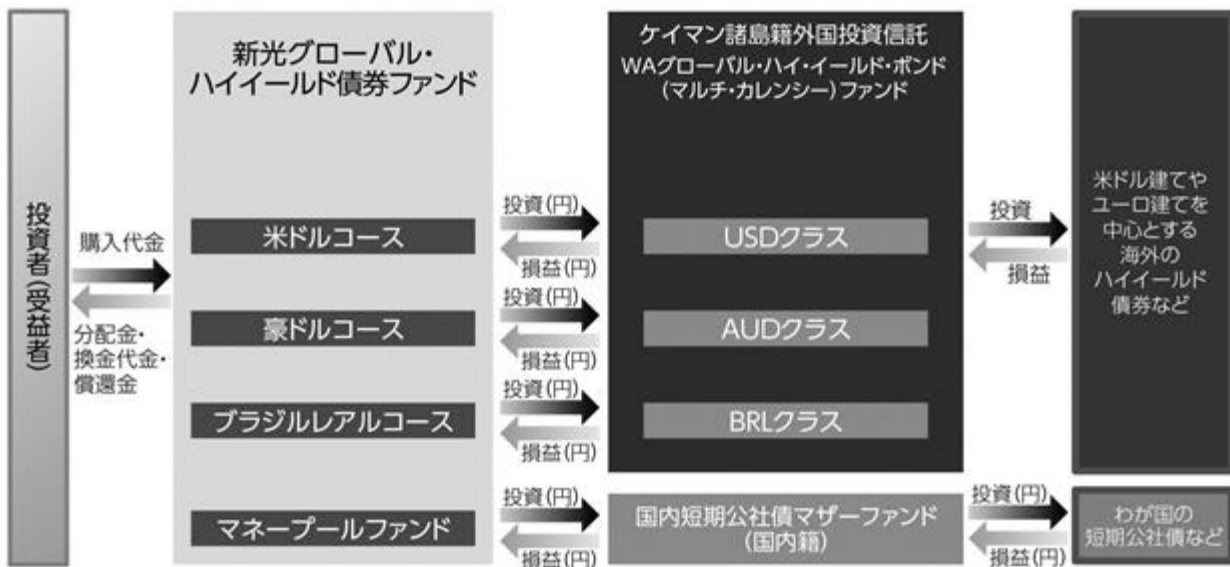 投資者(受益者)
購入代金
分配金・
換金代金・
償還金
新光グローバル・
ハイイールド債券ファンド
米ドルコース
豪ドルコース
ブラジルレアルコース
マネープールファンド
投資(円)
損益(円)
投資(円)
損益(円)
投資(円)
損益(円)
投資(円)
損益(円)
ケイマン諸島籍外国投資信託
WAグローバル・ハイ・イールド・ボンド
(マルチ・カレンシー)ファンド
USDクラス
AUDクラス
BRLクラス
国内短期公社債マザーファンド
(国内籍)
投資
損益
投資(円)
損益(円)
米ドル建てや
ユーロ建てを
中心とする
海外の
ハイイールド
債券など
わが国の
短期公社債など